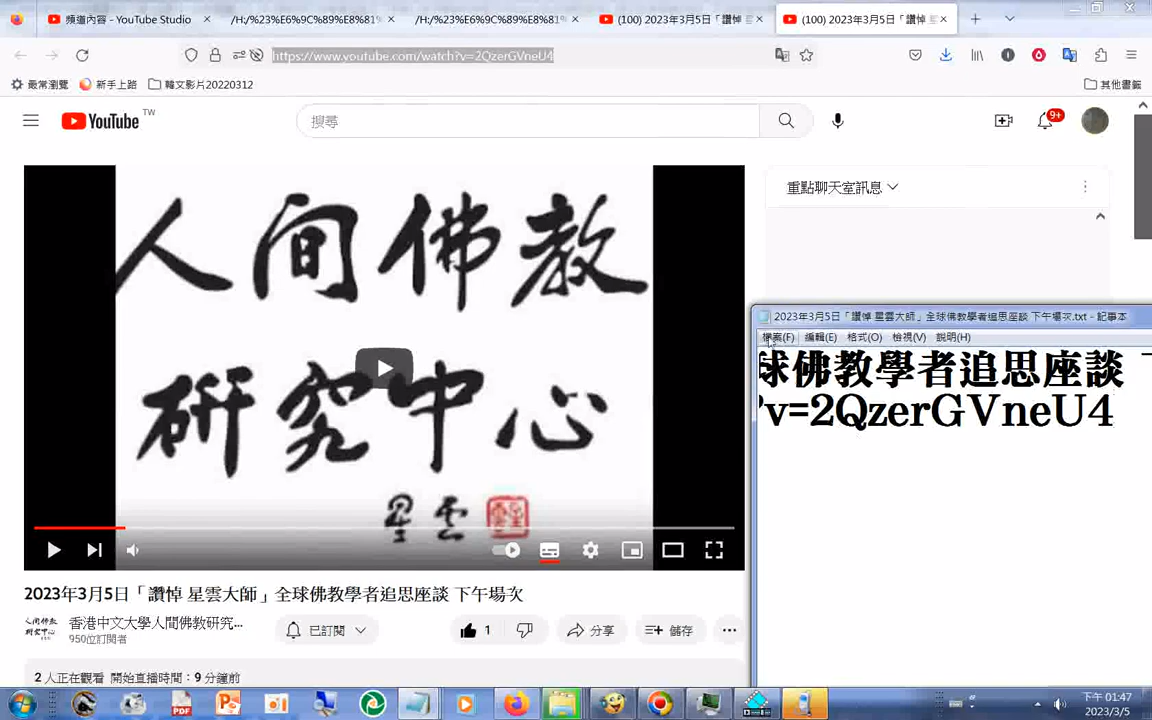 頻道內容 - YouTube Studio
/H:/%23%E6%9C%89%E8%81%
/H:/%23%E6%9C%89%E8%81%
(100) 2023年3月5日「讚悼 星
(100) 2023年3月5日「讚悼 星
https://www.youtube.com/watch?v=2QzerGVneU4
最常瀏覽
新手上路
韓文影片20220312
其他書籤
YouTube TW
搜尋
9+
人間佛教
研究中心
星雲
重點聊天室訊息
2023年3月5日「讚悼 星雲大師」全球佛教學者追思座談 下午場次.txt - 記事本
檔案(F) 編輯(E) 格式(O) 檢視(V) 說明(H)
球佛教學者追思座談
?v=2QzerGVneU4
2023年3月5日「讚悼 星雲大師」全球佛教學者追思座談 下午場次
香港中文大學人間佛教研究...
950位訂閱者
已訂閱
1
分享
儲存
2 人正在觀看 開始直播時間：9 分鐘前
下午 01:47
2023/3/5